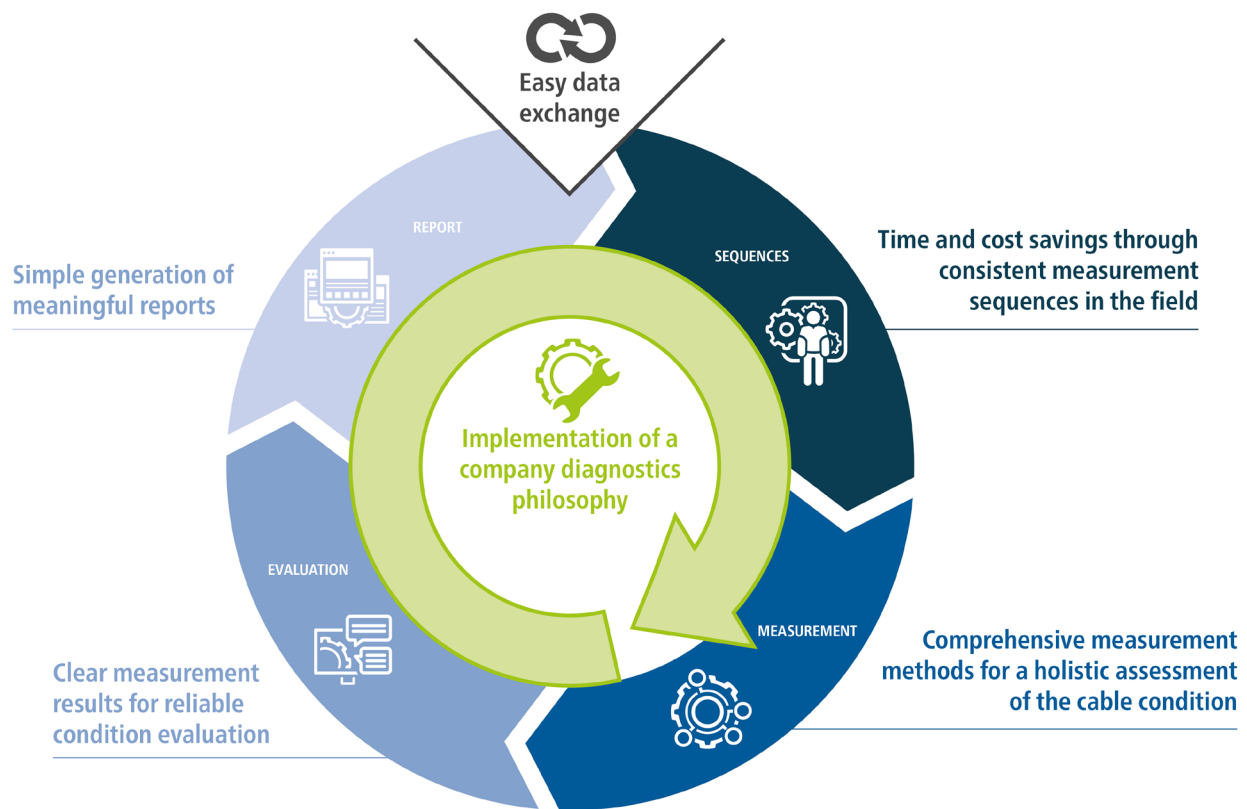 Easy data
exchange
REPORT
SEQUENCES
Time and cost savings through
consistent measurement
sequences in the field
Simple generation of
meaningful reports
Implementation of a
company diagnostics
philosophy
EVALUATION
MEASUREMENT
Comprehensive measurement
methods for a holistic assessment
of the cable condition
Clear measurement
results for reliable
condition evaluation